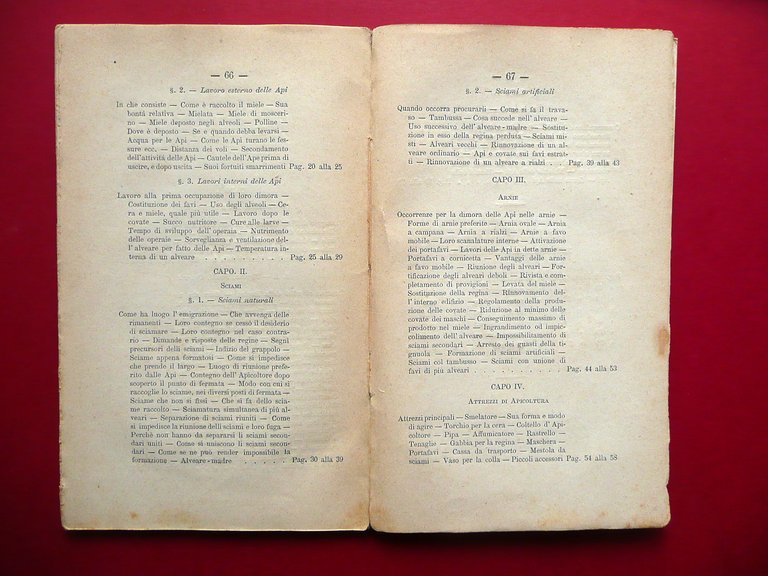 — 66 —
§. 2. — Lavoro esterno delle Api
In che consiste — Come è raccolto il miele — Sua
bontà relativa — Mielata — Miele di mosceri-
no — Miele deposto negli alveoli — Polline —
Dove è deposto — Se e quando debba levarsi —
Acqua per le Api — Come le Api turano le fes-
sure ecc. — Distanza dei voli — Secondamento
dell'attività delle Api — Cautele dell'Ape prima di
uscire, e dopo uscita — Suoi fortuiti smarrimenti Pag. 20 alla 25
§. 3. Lavori interni delle Api
Lavoro alla prima occupazione di loro dimora —
Costituzione dei favi — Uso degli alveoli — Ce-
ra e miele, quale più utile — Lavoro dopo le
covate — Succo nutritore — Cure alle larve —
Tempo di sviluppo dell'operaia — Nutrimento
delle operaie — Sorveglianza e ventilazione del-
l'alveare per fatto delle Api — Temperatura in-
terna di un alveare . . . . . . . . . Pag. 25 alla 29
CAPO. II.
Sciami
§ 1. — Sciami naturali
Come ha luogo l'emigrazione — Che avvenga delle
rimanenti — Loro contegno se cessa il desiderio
di sciamare — Loro contegno nel caso contra-
rio — Dimande e risposte delle regine — Segni
precursori delli sciami — Indizio del grappolo —
Sciame appena formatosi — Come si impedisce
che prenda il largo — Luogo di riunione prefe-
rito dalle Api — Contegno dell'Apicoltore dopo
scoperto il punto di fermata — Modo con cui si
raccoglie lo sciame, nei diversi posti di fermata —
Sciame che non si fissi — Che si fa dello scia-
me raccolto — Sciamatura simultanea di più al-
veari — Separazione di sciami riuniti — Come
si impedisce la riunione delli sciami e loro fuga —
Perchè non hanno da separarsi li sciami secon-
dari uniti — Come si uniscono li sciami secon-
dari — Come se ne può render impossibile la
formazione — Alveare-madre . . . . . Pag. 30 alla 39
— 67 —
§. 2. — Sciami artificiali
Quando occorra procurarli — Come si fa il trava-
so — Tambussa — Cosa succede nell'alveare —
Uso successivo dell'alveare-madre — Sostituzio-
ne in esso della regina perduta — Sciami mi-
sti — Alveari vecchi — Rinnovazione di un al-
veare ordinario — Api e covate sui favi estrat-
ti — Rinnovazione di un alveare a rialzi . . Pag. 39 alla 43
CAPO III.
Arnie
Occorrenze per la dimora delle Api nelle arnie —
Forme di arnie preferite — Arnia ovale — Arnia
a campana — Arnia a rialzi — Arnie a favo
mobile — Loro scanalature interne — Attivazione
dei portafavi — Lavori delle Api in dette arnie —
Portafavi a cornicetta — Vantaggi delle arnie
a favo mobile — Riunione degli alveari — For-
tificazione degli alveari deboli — Rivista e com-
pletamento di provigioni — Levata del miele —
Sostituzione della regina — Rinnovamento del-
l'interno edifizio — Regolamento della produzio-
ne delle covate — Riduzione al minimo delle
covate dei maschi — Conseguimento massimo di
prodotto nel miele — Ingrandimento od impic-
colimento dell'alveare — Impossibilitamento di
sciami secondari — Arresto dei guasti della ti-
gnuola — Formazione di sciami artificiali —
Sciami col tambusso — Sciami con unione di
favi di più alveari . . . . . . . . . Pag. 44 alla 53
CAPO IV.
Attrezzi di Apicoltura
Attrezzi principali — Smelatore — Sua forma e modo
di agire — Torchio per la cera — Coltello d'Api-
coltore — Pipa — Affumicatore — Rastrello —
Tenaglie — Gabbia per la regina — Maschera —
Portafavi — Cassa da trasporto — Mestola da
sciami — Vaso per la colla — Piccoli accessori Pag. 54 alla 58